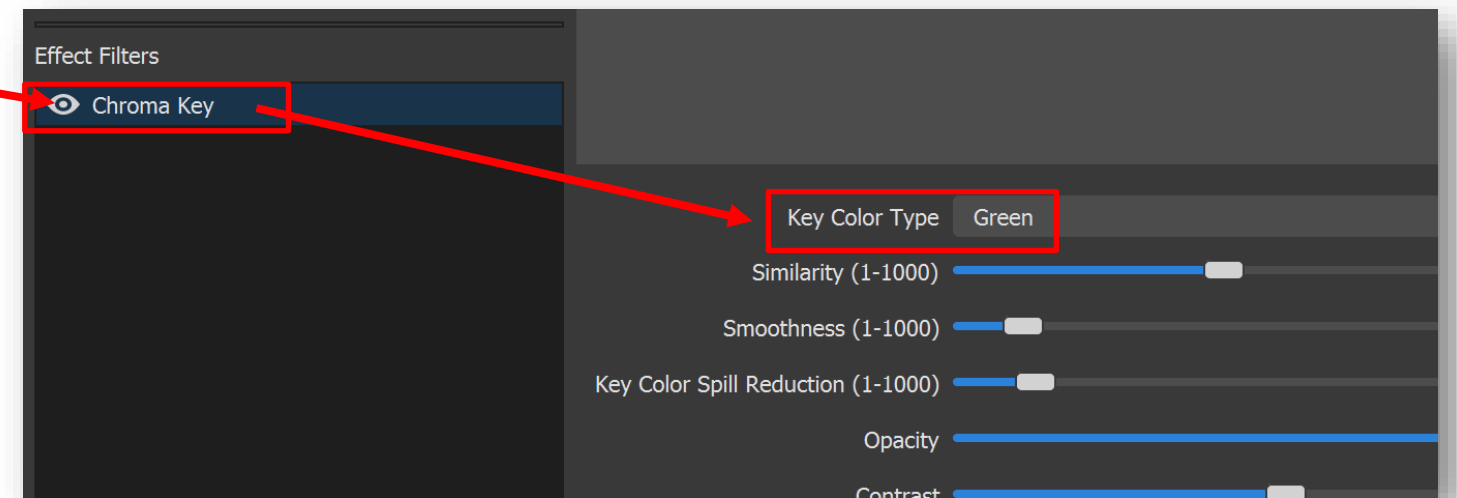 Effect Filters
Chroma Key
Key Color Type Green
Similarity (1-1000)
Smoothness (1-1000)
Key Color Spill Reduction (1-1000)
Opacity
Contrast